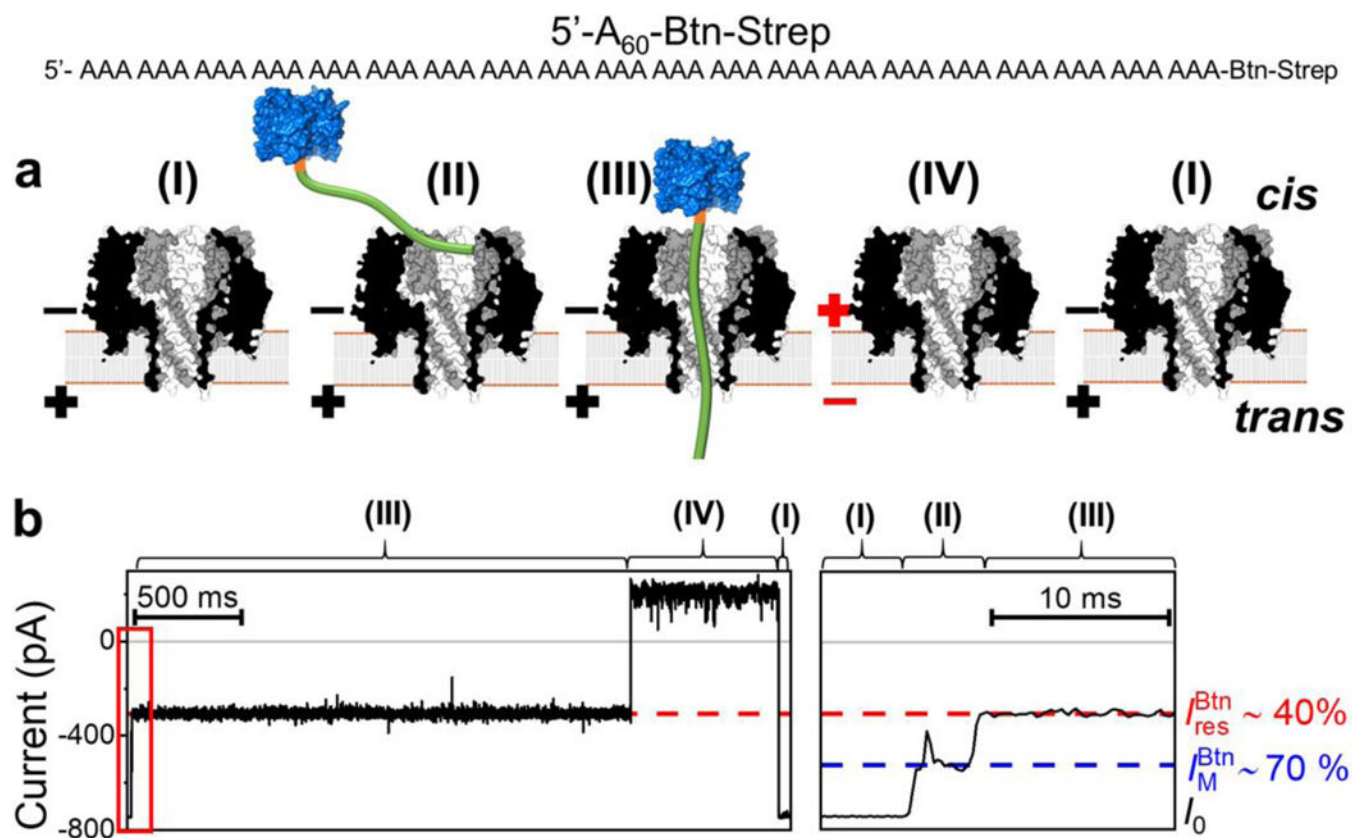 5'-A₆₀-Btn-Strep
5'- AAA AAA AAA AAA AAA AAA AAA AAA AAA AAA AAA AAA AAA AAA AAA AAA AAA AAA AAA AAA-Btn-Strep
a
(I) (II) (III) (IV) (I) cis
− − − + −
+ + + − + trans
b
(III) (IV) (I) (I) (II) (III)
500 ms 10 ms
Current (pA)
0
-400
-800
I_res^Btn ~ 40%
I_M^Btn ~ 70 %
I₀